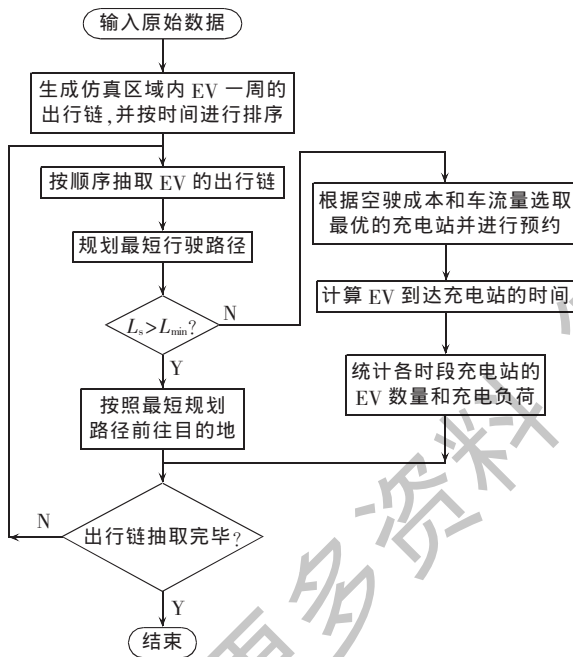 输入原始数据
生成仿真区域内 EV 一周的
出行链,并按时间进行排序
按顺序抽取 EV 的出行链
规划最短行驶路径
Ls>Lmin?
N
Y
按照最短规划
路径前往目的地
根据空驶成本和车流量选取
最优的充电站并进行预约
计算 EV 到达充电站的时间
统计各时段充电站的
EV 数量和充电负荷
出行链抽取完毕?
N
Y
结束
更多资料